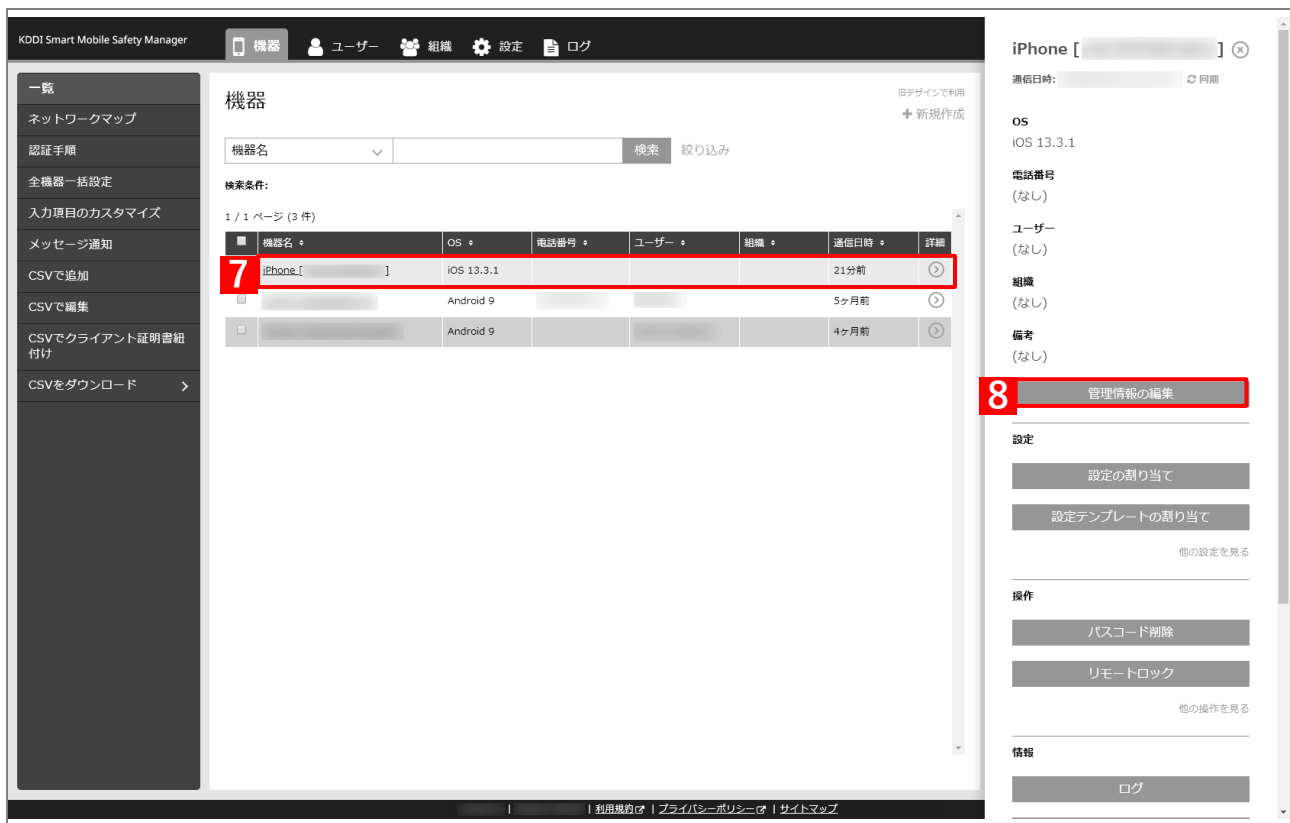 KDDI Smart Mobile Safety Manager
機器
ユーザー
組織
設定
ログ
一覧
ネットワークマップ
認証手順
全機器一括設定
入力項目のカスタマイズ
メッセージ通知
CSVで追加
CSVで編集
CSVでクライアント証明書紐
付け
CSVをダウンロード
機器
旧デザインで利用
新規作成
機器名
検索 絞り込み
検索条件:
1 / 1 ページ (3 件)
機器名 OS 電話番号 ユーザー 組織 通信日時 詳細
7 iPhone [ ] iOS 13.3.1 21分前
Android 9 5ヶ月前
Android 9 4ヶ月前
iPhone [ ]
通信日時: 同期
OS
iOS 13.3.1
電話番号
(なし)
ユーザー
(なし)
組織
(なし)
備考
(なし)
8 管理情報の編集
設定
設定の割り当て
設定テンプレートの割り当て
他の設定を見る
操作
パスコード削除
リモートロック
他の操作を見る
情報
ログ
| | 利用規約 | プライバシーポリシー | サイトマップ